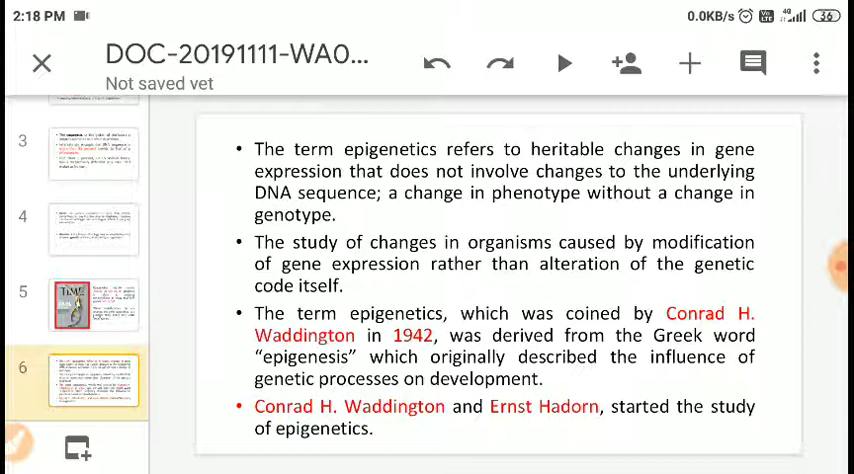 2:18 PM
0.0KB/s
Vo
LTE
4G
36
DOC-20191111-WA0...
Not saved yet
3
4
5
TIME
6
• The term epigenetics refers to heritable changes in gene
expression that does not involve changes to the underlying
DNA sequence; a change in phenotype without a change in
genotype.
• The study of changes in organisms caused by modification
of gene expression rather than alteration of the genetic
code itself.
• The term epigenetics, which was coined by Conrad H.
Waddington in 1942, was derived from the Greek word
“epigenesis” which originally described the influence of
genetic processes on development.
• Conrad H. Waddington and Ernst Hadorn, started the study
of epigenetics.